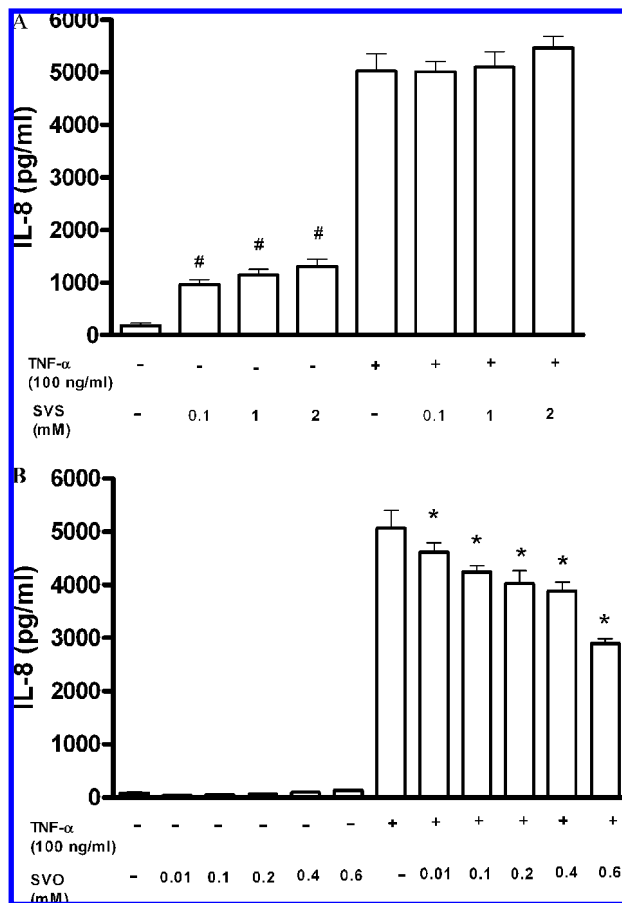 A
6000
5000
4000
3000
2000
1000
0
IL-8 (pg/ml)
# # #
TNF-α - - - - + + + +
(100 ng/ml)
SVS - 0.1 1 2 - 0.1 1 2
(mM)
B
6000
5000
4000
3000
2000
1000
0
IL-8 (pg/ml)
* * * * *
TNF-α - - - - - - + + + + + +
(100 ng/ml)
SVO - 0.01 0.1 0.2 0.4 0.6 - 0.01 0.1 0.2 0.4 0.6
(mM)